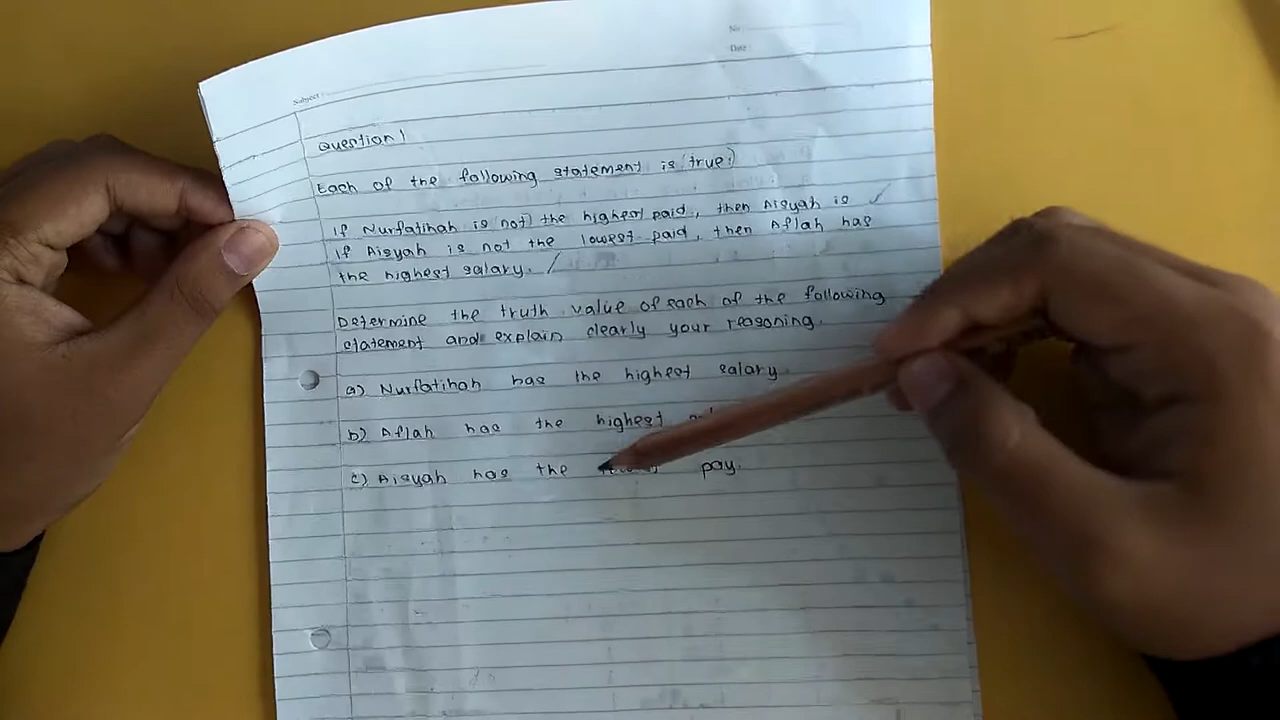 No
Date
Subject :
Question 1
Each of the following statement is (true:)
If Nurfatihah is (not) the highest paid, then Aisyah is
If Aisyah is not the lowest paid, then Aflah has
the highest salary.
Determine the truth value of each of the following
statement and explain clearly your reasoning.
a) Nurfatihah has the highest salary.
b) Aflah has the highest
c) Aisyah has the pay.